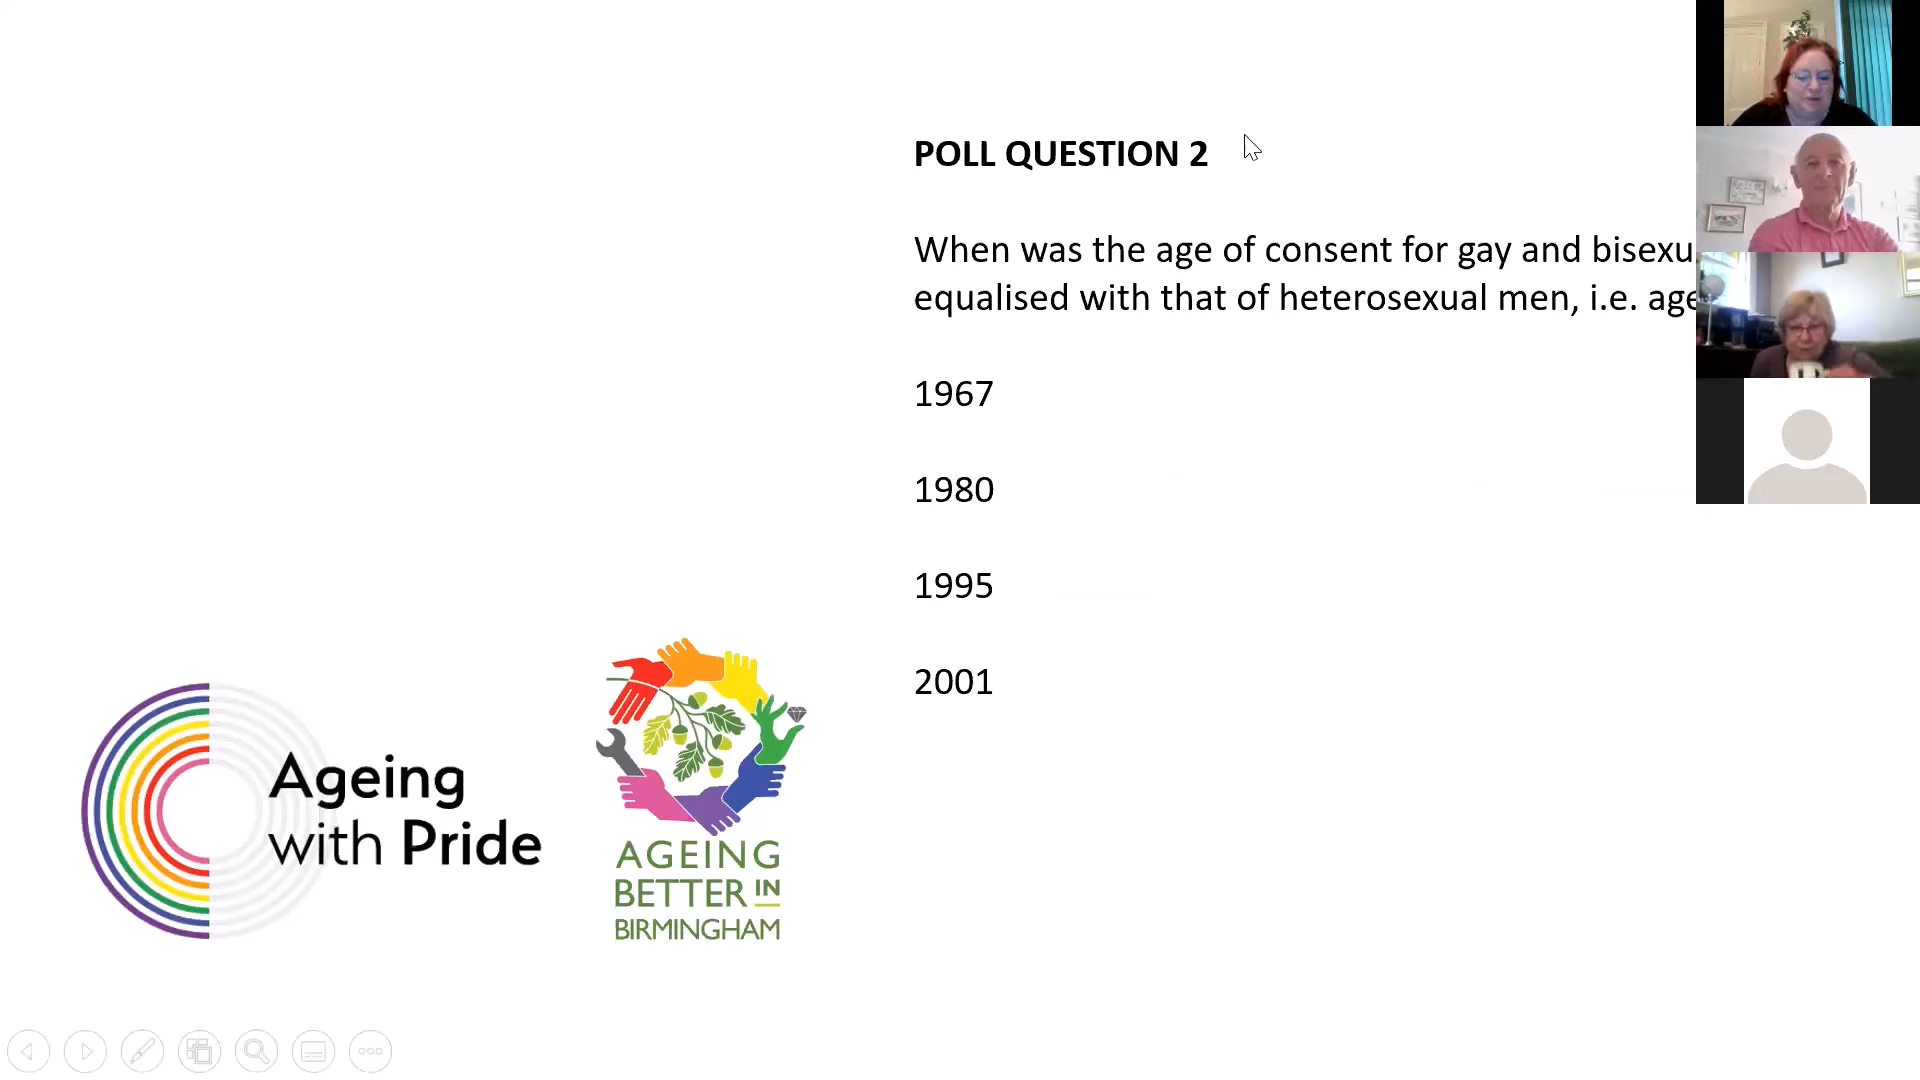 POLL QUESTION 2
When was the age of consent for gay and bisexu
equalised with that of heterosexual men, i.e. age
1967
1980
1995
2001
Ageing
with Pride
AGEING
BETTER IN
BIRMINGHAM